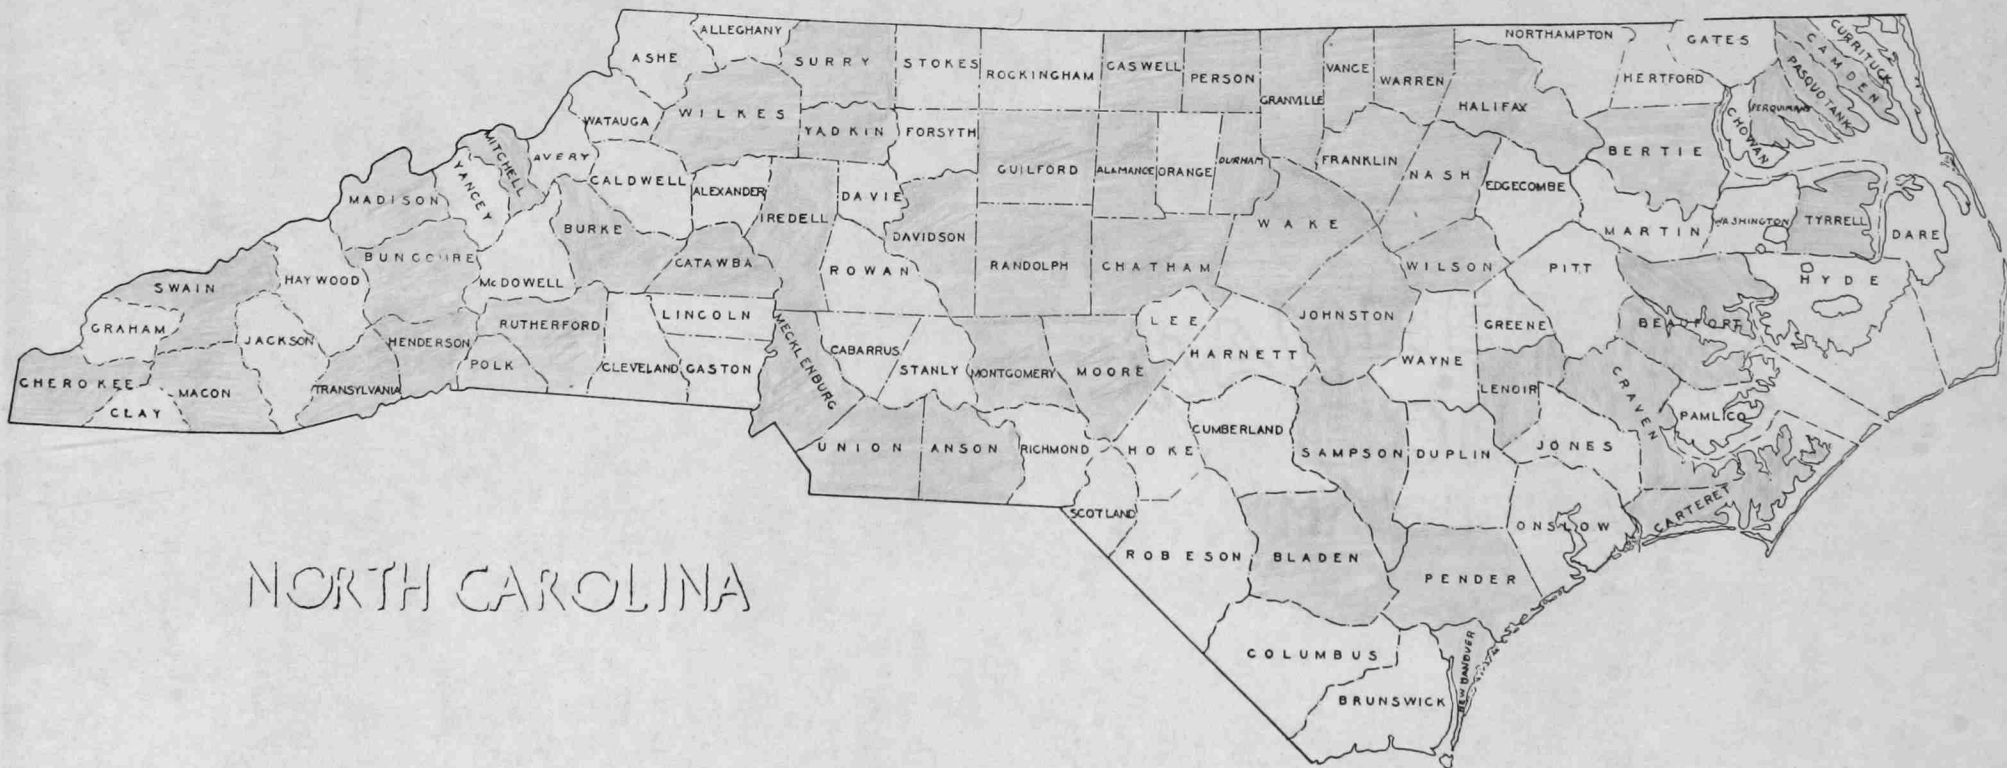 ALLEGHANY
ASHE
SURRY
STOKES
ROCKINGHAM
CASWELL
PERSON
GRANVILLE
VANCE
WARREN
NORTHAMPTON
GATES
HERTFORD
HALIFAX
CURRITUCK
CAMDEN
PASQUOTANK
PERQUIMANS
CHOWAN
WATAUGA
WILKES
YADKIN
FORSYTH
MITCHELL
AVERY
YANCEY
CALDWELL
ALEXANDER
IREDELL
DAVIE
GUILFORD
ALAMANCE
ORANGE
DURHAM
FRANKLIN
NASH
EDGECOMBE
BERTIE
MADISON
BURKE
DAVIDSON
WAKE
MARTIN
WASHINGTON
TYRRELL
DARE
BUNCOMBE
McDOWELL
CATAWBA
ROWAN
RANDOLPH
CHATHAM
WILSON
PITT
HYDE
SWAIN
HAYWOOD
GRAHAM
JACKSON
HENDERSON
RUTHERFORD
LINCOLN
MECKLENBURG
CABARRUS
LEE
JOHNSTON
GREENE
BEAUFORT
CHEROKEE
CLAY
MACON
TRANSYLVANIA
POLK
CLEVELAND
GASTON
STANLY
MONTGOMERY
MOORE
HARNETT
WAYNE
LENOIR
CRAVEN
PAMLICO
UNION
ANSON
RICHMOND
HOKE
CUMBERLAND
SAMPSON
DUPLIN
JONES
SCOTLAND
ONSLOW
CARTERET
ROBESON
BLADEN
PENDER
NORTH CAROLINA
COLUMBUS
BRUNSWICK
NEW HANOVER